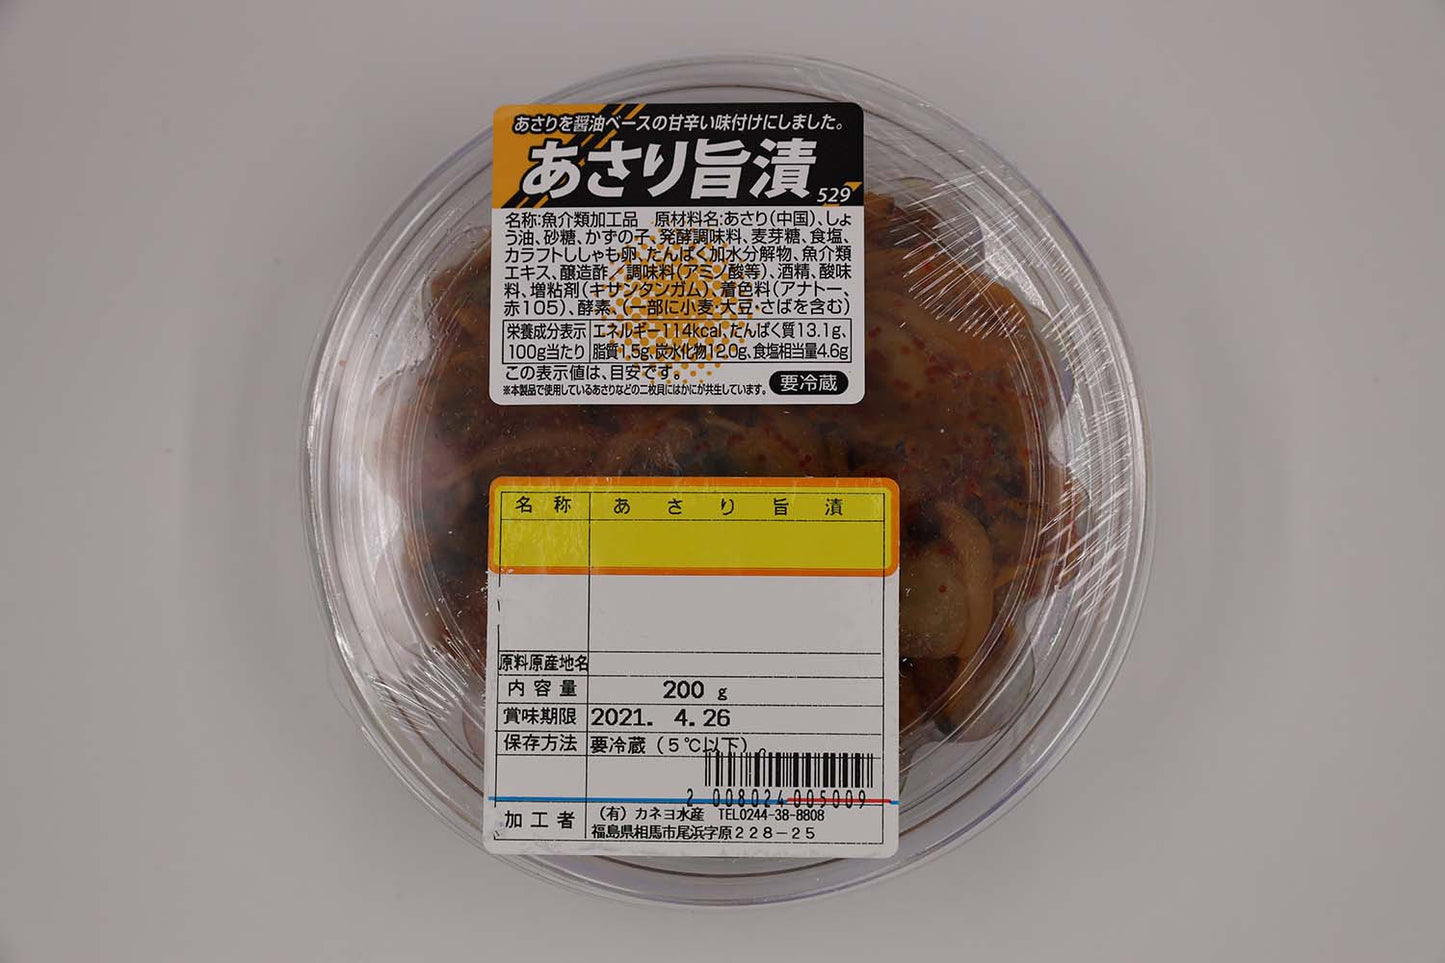 あさりを醤油ベースの甘辛い味付けにしました。
あさり旨漬
529
名称:魚介類加工品 原材料名:あさり(中国)、しょ
う油、砂糖、かずの子、発酵調味料、麦芽糖、食塩、
カラフトししゃも卵、たんぱく加水分解物、魚介類
エキス、醸造酢/調味料(アミノ酸等)、酒精、酸味
料、増粘剤(キサンタンガム)、着色料(アナトー、
赤105)、酵素、(一部に小麦・大豆・さばを含む)
栄養成分表示 エネルギー114kcal、たんぱく質13.1g、
100g当たり 脂質1.5g、炭水化物12.0g、食塩相当量4.6g
この表示値は、目安です。
※本製品で使用しているあさりなどの二枚貝にはかにが共生しています。
要冷蔵
名称 あさり旨漬
原料原産地名
内容量 200 g
賞味期限 2021. 4.26
保存方法 要冷蔵(5℃以下)。
2 008024 005009
加工者 (有)カネヨ水産 TEL0244-38-8808
福島県相馬市尾浜字原228-25